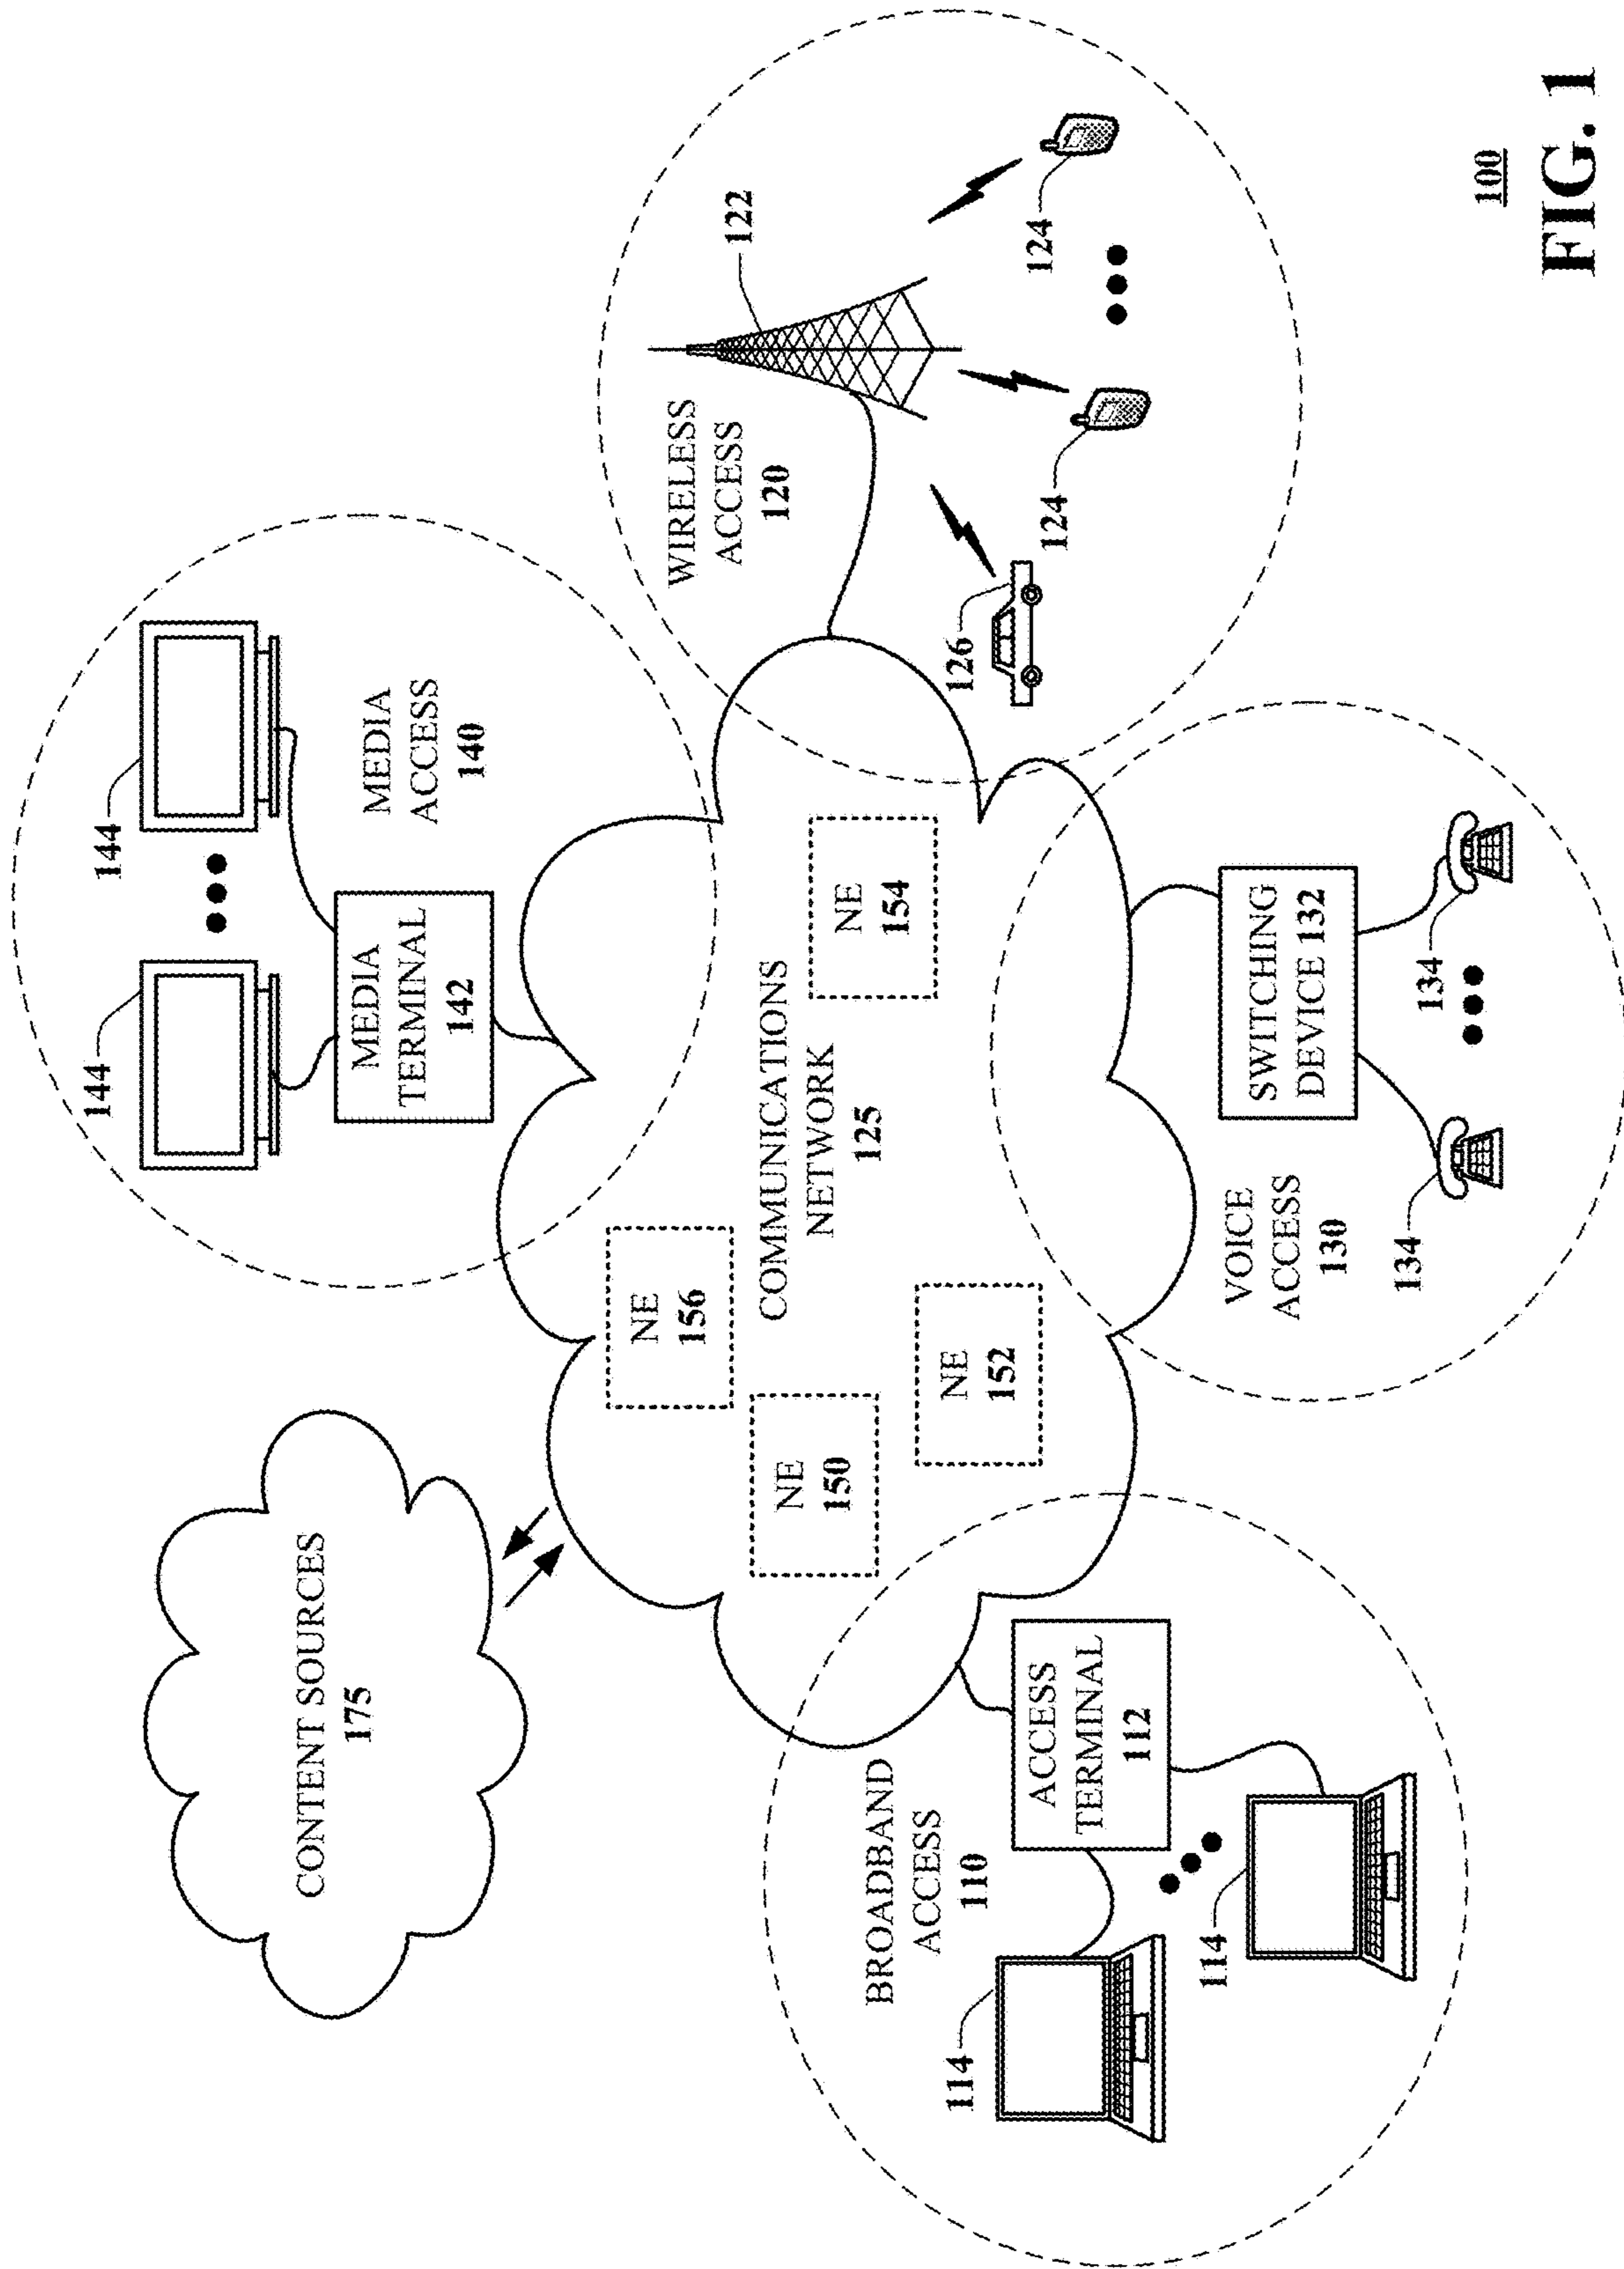 144
144
CONTENT SOURCES
175
MEDIA
TERMINAL
142
MEDIA
ACCESS
140
WIRELESS
ACCESS
120
122
NE
156
NE
150
COMMUNICATIONS
NETWORK
125
NE
154
NE
152
126
124
124
BROADBAND
ACCESS
110
ACCESS
TERMINAL
112
114
114
VOICE
ACCESS
130
SWITCHING
DEVICE 132
134
134
100
FIG. 1